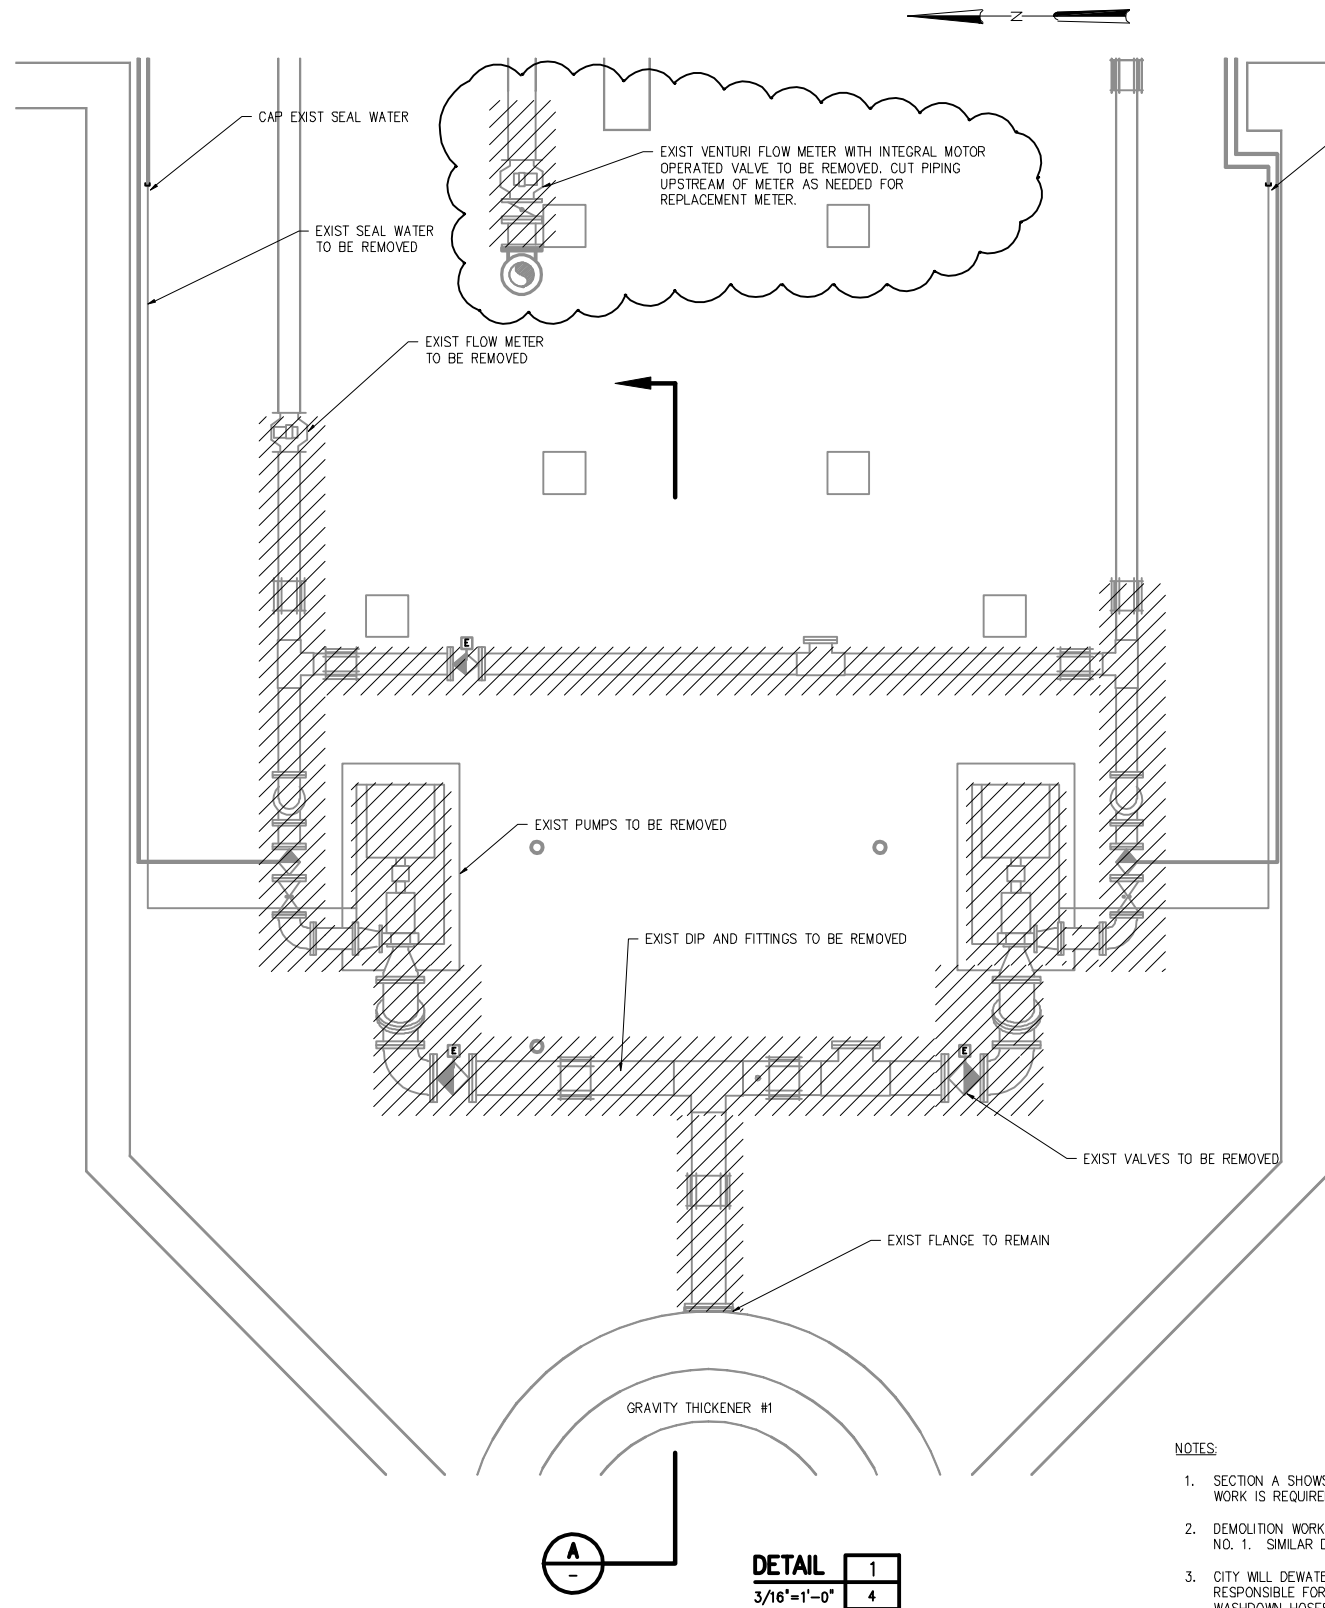 N
CAP EXIST SEAL WATER
EXIST VENTURI FLOW METER WITH INTEGRAL MOTOR
OPERATED VALVE TO BE REMOVED. CUT PIPING
UPSTREAM OF METER AS NEEDED FOR
REPLACEMENT METER.
EXIST SEAL WATER
TO BE REMOVED
EXIST FLOW METER
TO BE REMOVED
E
EXIST PUMPS TO BE REMOVED
EXIST DIP AND FITTINGS TO BE REMOVED
E
E
EXIST VALVES TO BE REMOVED
EXIST FLANGE TO REMAIN
GRAVITY THICKENER #1
NOTES:
1. SECTION A SHOWS
WORK IS REQUIRE
2. DEMOLITION WORK
NO. 1. SIMILAR D
3. CITY WILL DEWATE
RESPONSIBLE FOR
WASHDOWN HOSE
A
-
DETAIL 1
3/16"=1'-0" 4